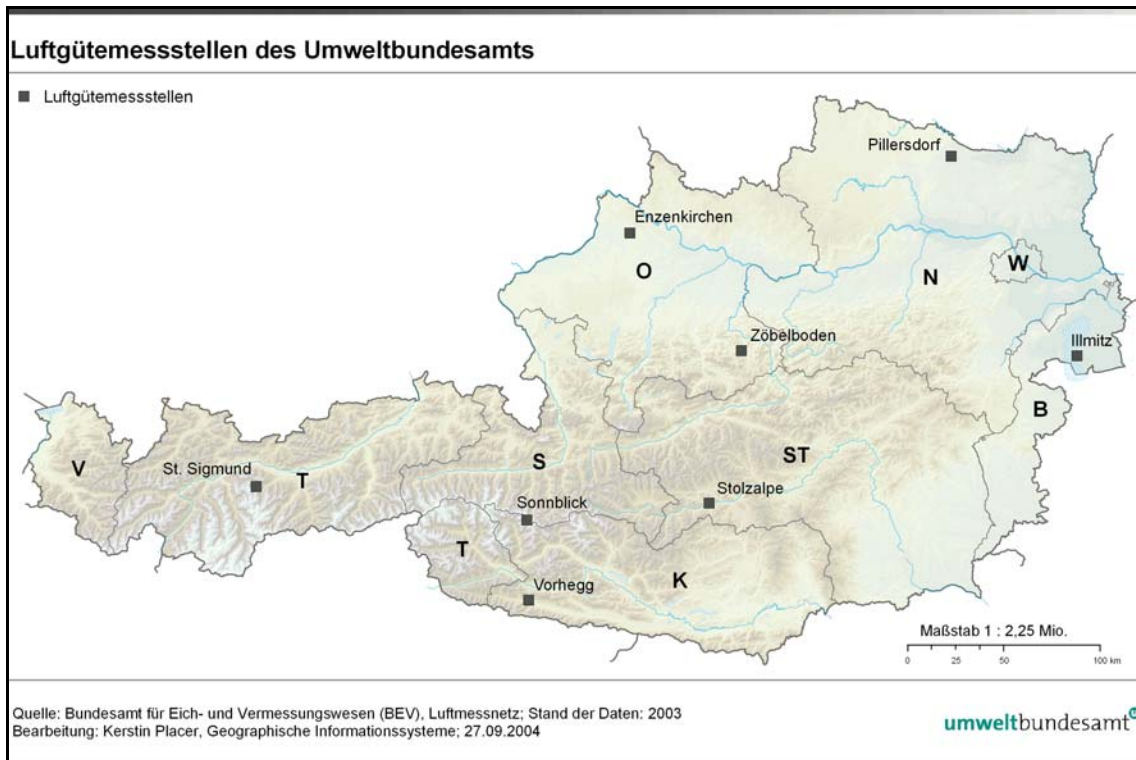 Luftgütemessstellen des Umweltbundesamts
Luftgütemessstellen
Pillersdorf
Enzenkirchen
O
N
W
Zöbelboden
Illmitz
B
V
St. Sigmund
T
S
ST
Sonnblick
Stolzalpe
T
K
Vorhegg
Maßstab 1 : 2,25 Mio.
0 25 50 100 km
Quelle: Bundesamt für Eich- und Vermessungswesen (BEV), Luftmessnetz; Stand der Daten: 2003
Bearbeitung: Kerstin Placer, Geographische Informationssysteme; 27.09.2004
umweltbundesamt